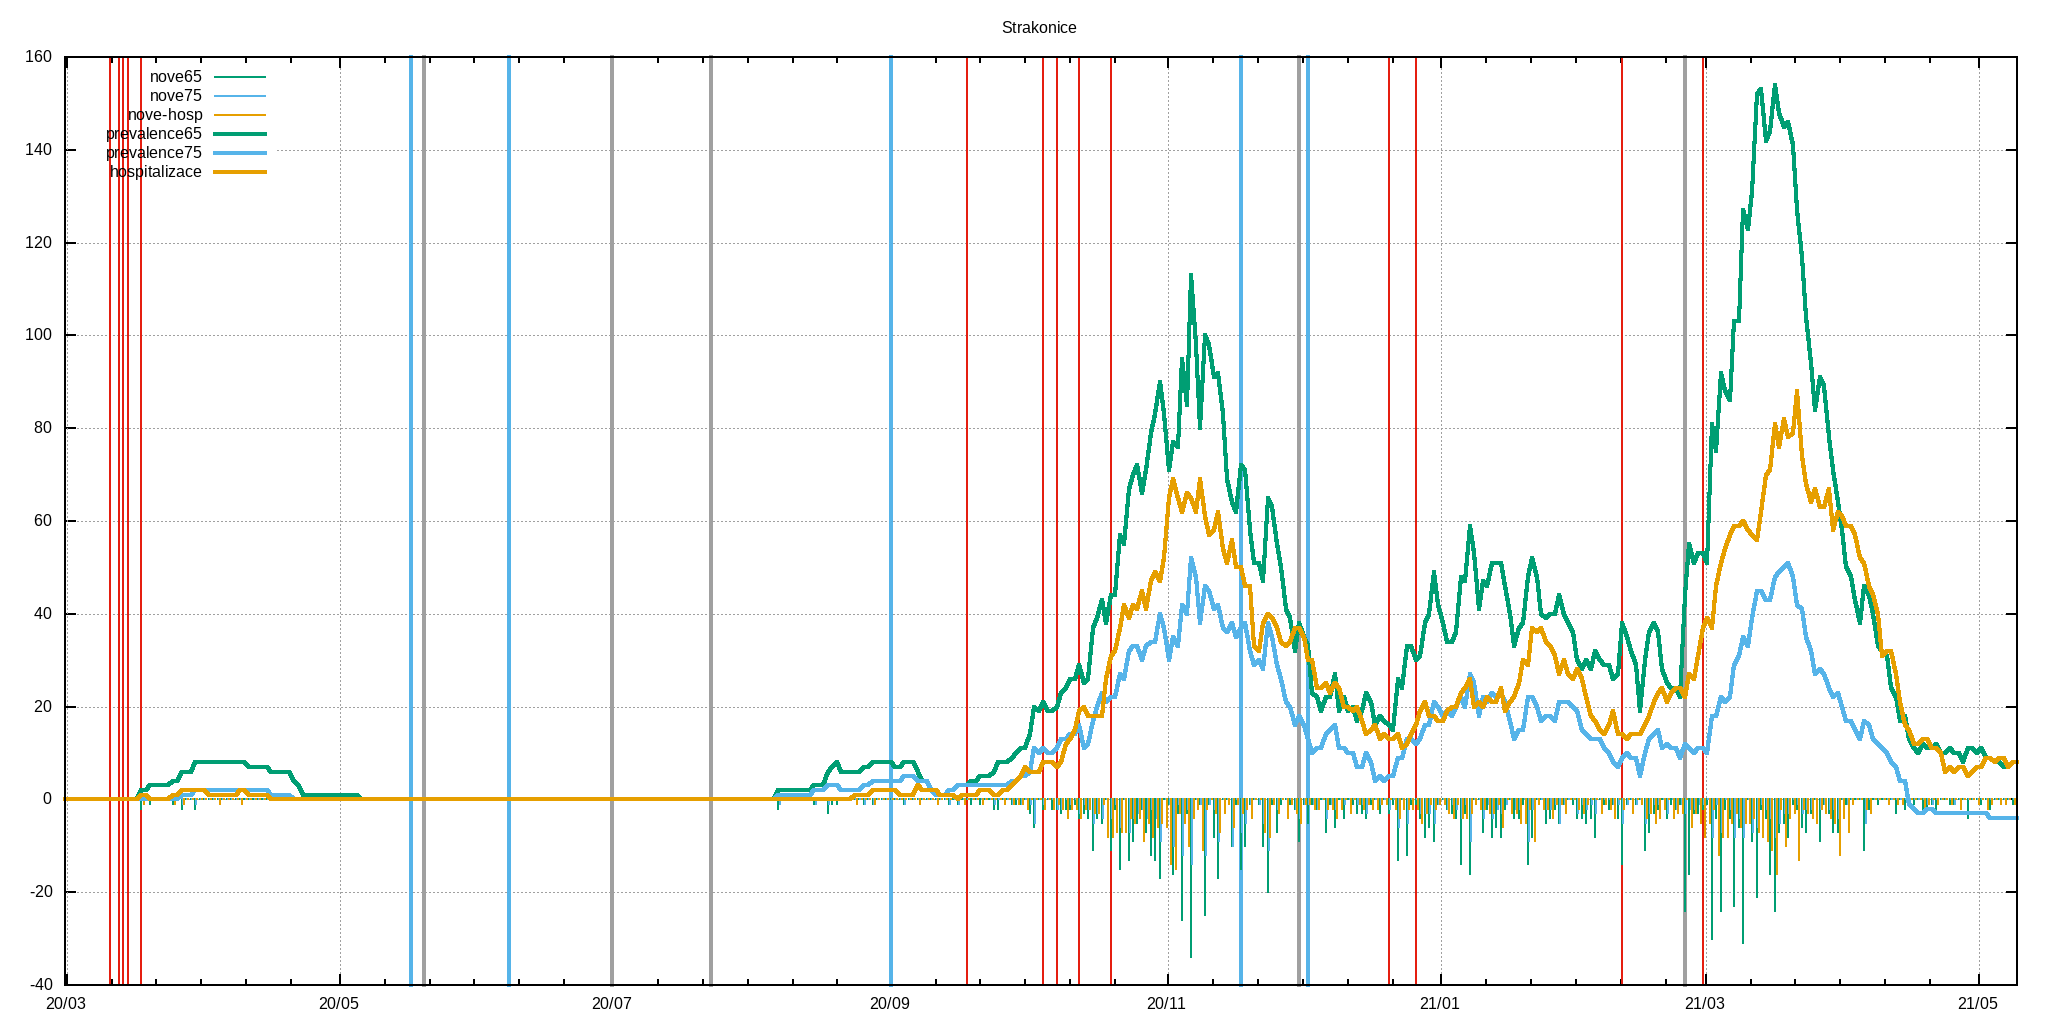 Strakonice
160
140
120
100
80
60
40
20
0
-20
-40
nove65
nove75
nove-hosp
prevalence65
prevalence75
hospitalizace
20/03 20/05 20/07 20/09 20/11 21/01 21/03 21/05